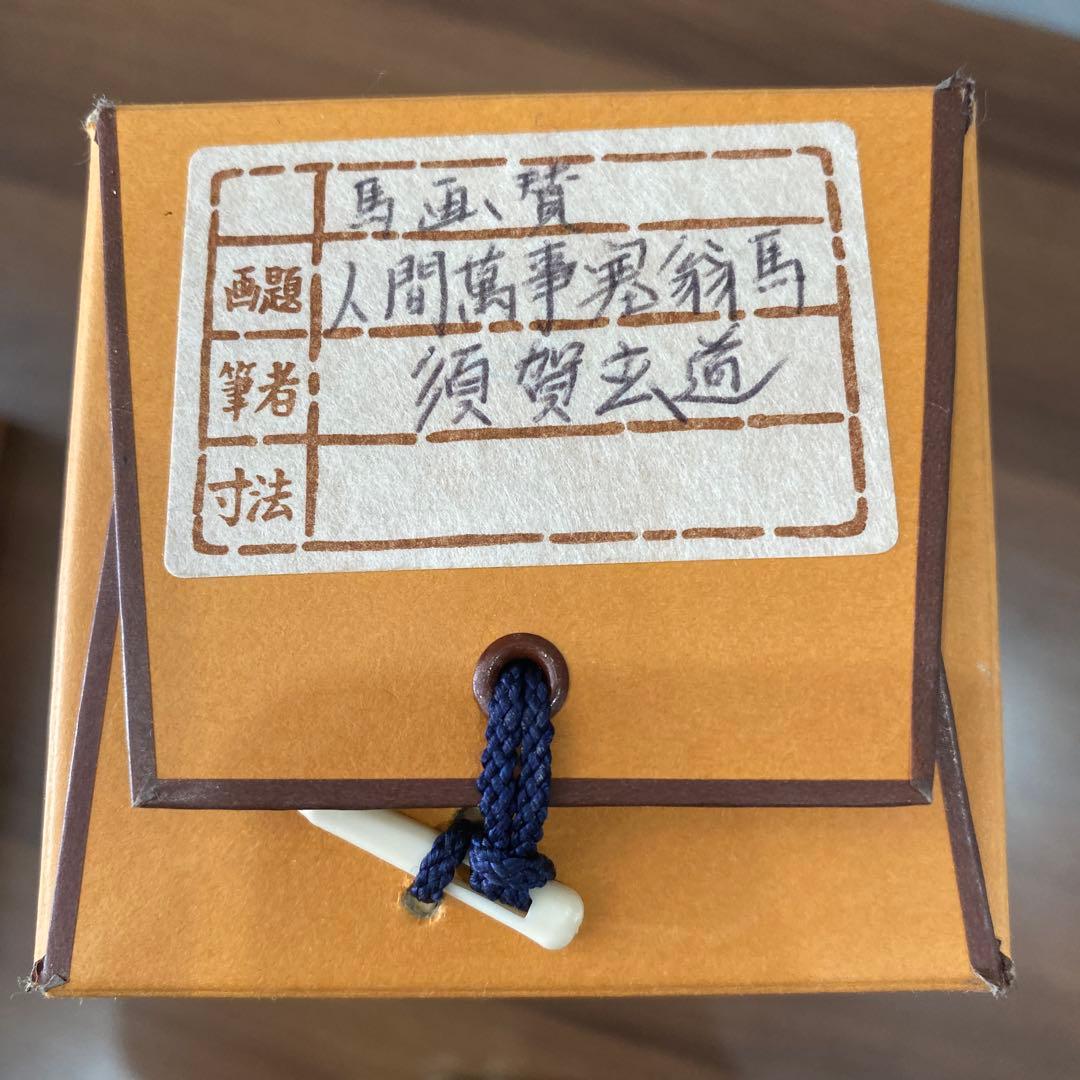 馬画賛
画題 人間萬事塞翁馬
筆者 須賀玄道
寸法